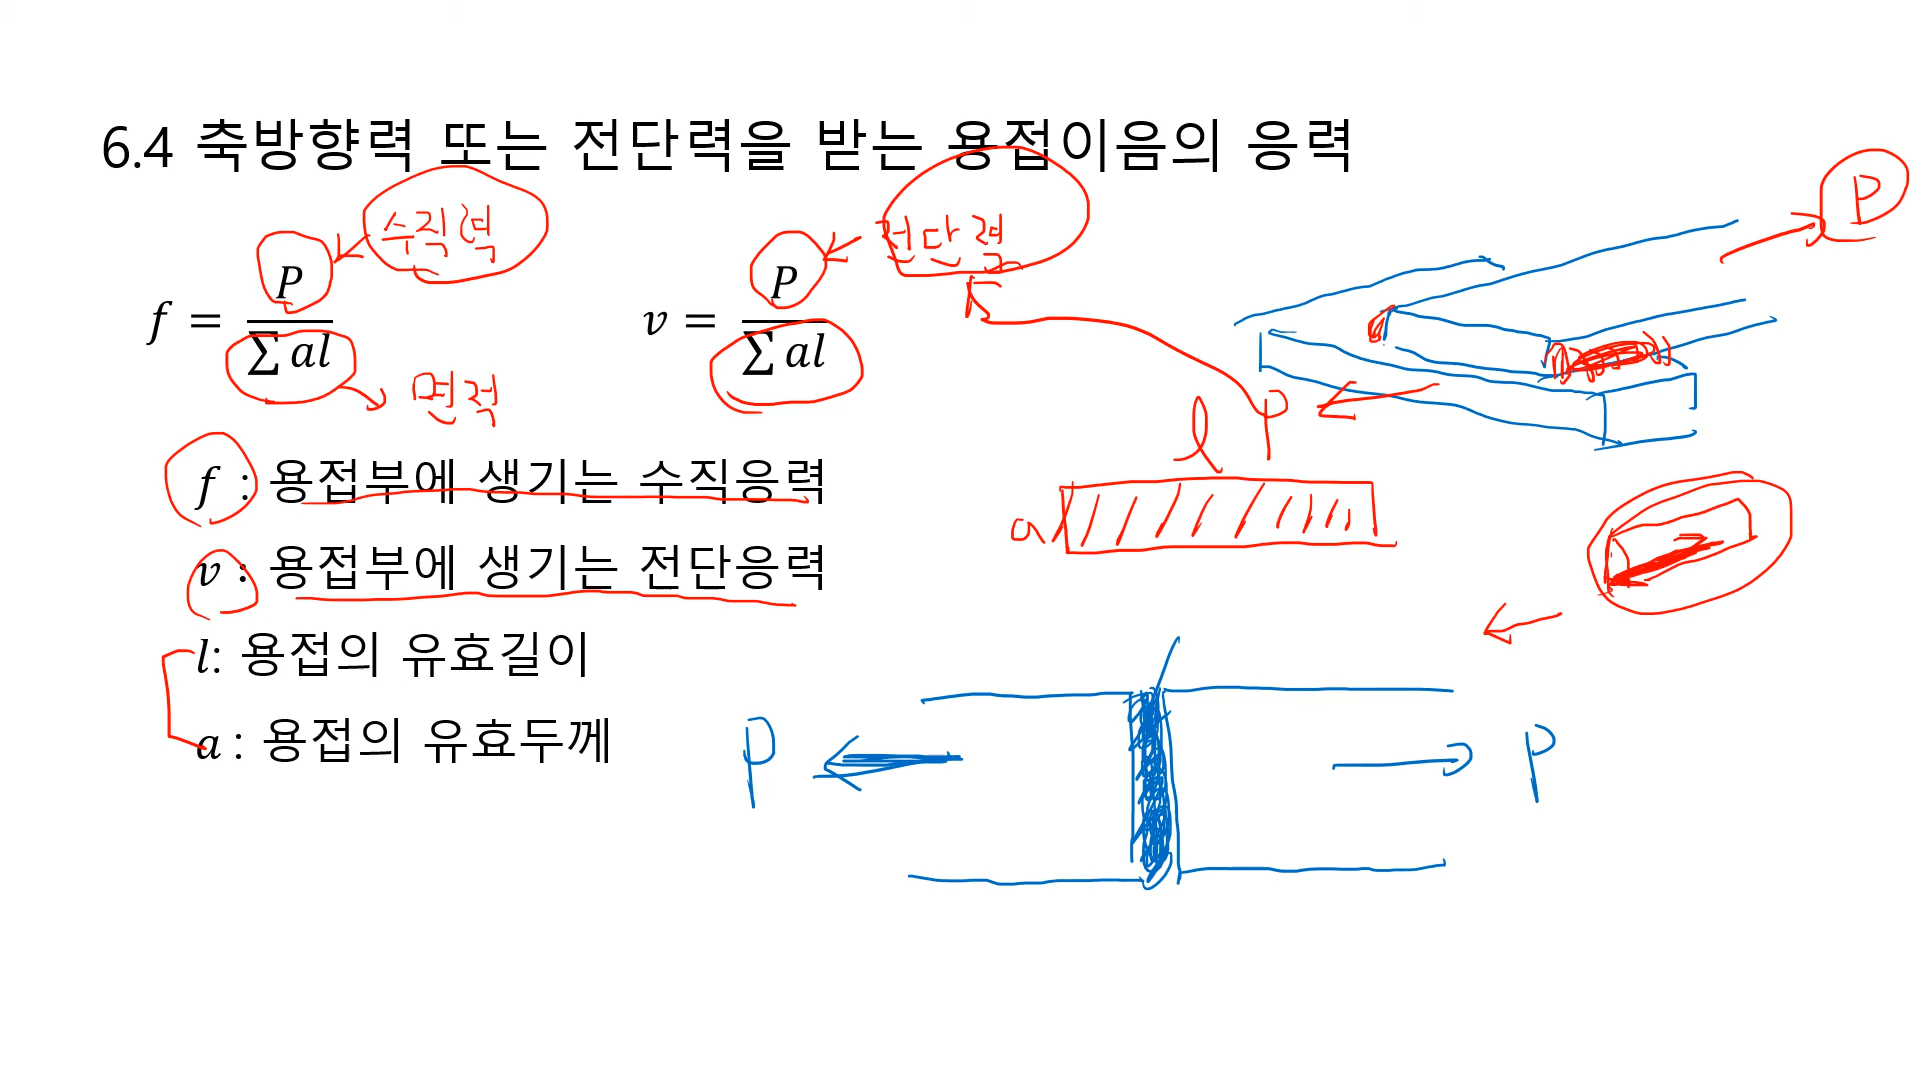 6.4 축방향력 또는 전단력을 받는 용접이음의 응력
수직력
전단력
P
f = P / ∑ al
v = P / ∑ al
면적
l
P
a
f : 용접부에 생기는 수직응력
v : 용접부에 생기는 전단응력
l: 용접의 유효길이
a : 용접의 유효두께
P
P